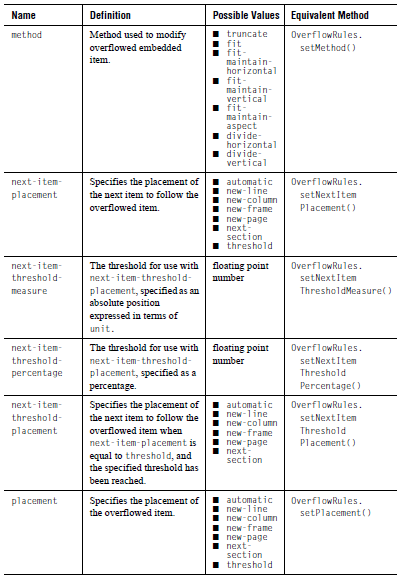 Name Definition Possible Values Equivalent Method
method
Method used to modify
overflowed embedded
item.
■ truncate
■ fit
■ fit-
maintain-
horizontal
■ fit-
maintain-
vertical
■ fit-
maintain-
aspect
■ divide-
horizontal
■ divide-
vertical
OverflowRules.
setMethod()
next-item-
placement
Specifies the placement of
the next item to follow the
overflowed item.
■ automatic
■ new-line
■ new-column
■ new-frame
■ new-page
■ next-
section
■ threshold
OverflowRules.
setNextItem
Placement()
next-item-
threshold-
measure
The threshold for use with
next-item-threshold-
placement, specified as an
absolute position
expressed in terms of
unit.
floating point
number
OverflowRules.
setNextItem
ThresholdMeasure()
next-item-
threshold-
percentage
The threshold for use with
next-item-threshold-
placement, specified as a
percentage.
floating point
number
OverflowRules.
setNextItem
Threshold
Percentage()
next-item-
threshold-
placement
Specifies the placement of
the next item to follow the
overflowed item when
next-item-placement is
equal to threshold, and
the specified threshold has
been reached.
■ automatic
■ new-line
■ new-column
■ new-frame
■ new-page
■ next-
section
OverflowRules.
setNextItem
Threshold
Placement()
placement
Specifies the placement of
the overflowed item.
■ automatic
■ new-line
■ new-column
■ new-frame
■ new-page
■ next-
section
■ threshold
OverflowRules.
setPlacement()